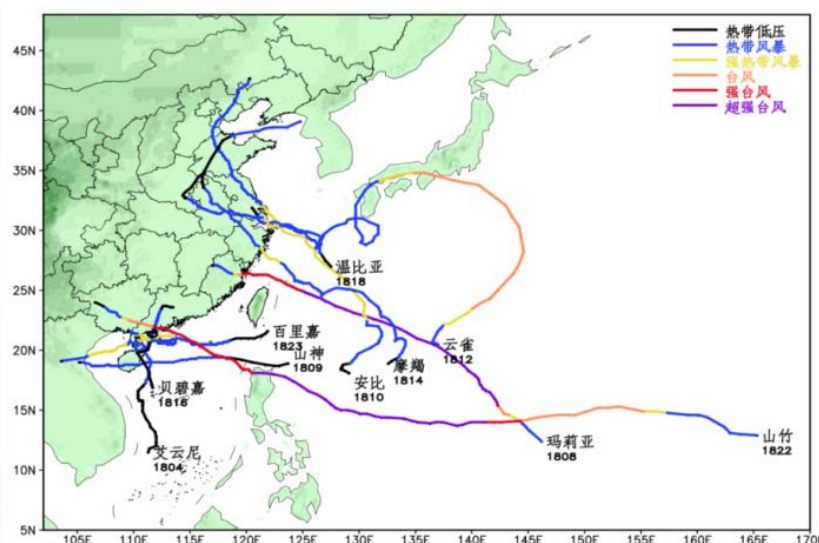 热带低压
热带风暴
强热带风暴
台风
强台风
超强台风
45N
40N
35N
30N
25N
20N
15N
10N
5N
温比亚
1818
百里嘉
1823
山神
1809
云雀
1812
摩羯
1814
安比
1810
贝碧嘉
1816
艾云尼
1804
玛莉亚
1808
山竹
1822
105E
110E
115E
120E
125E
130E
135E
140E
145E
150E
155E
160E
165E
170E